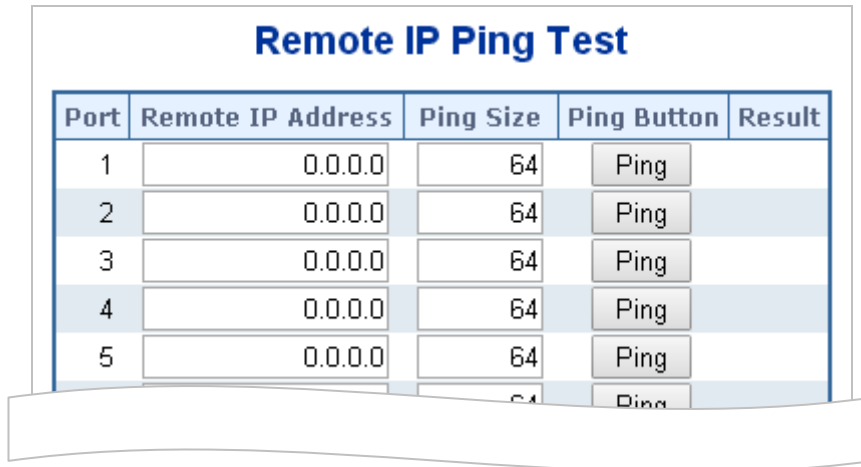 Remote IP Ping Test
Port Remote IP Address Ping Size Ping Button Result
1 0.0.0.0 64 Ping
2 0.0.0.0 64 Ping
3 0.0.0.0 64 Ping
4 0.0.0.0 64 Ping
5 0.0.0.0 64 Ping
64 Ping